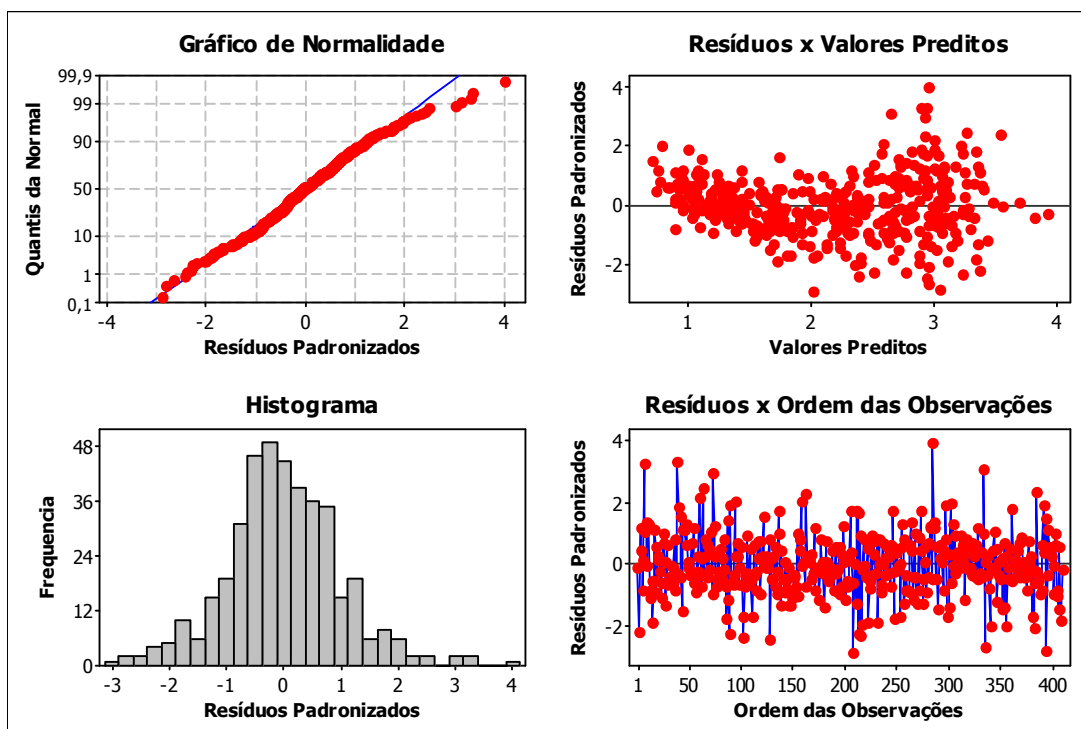 Gráfico de Normalidade
Quantis da Normal
99,9
99
90
50
10
1
0,1
-4 -2 0 2 4
Resíduos Padronizados
Resíduos x Valores Preditos
Resíduos Padronizados
4
2
0
-2
1 2 3 4
Valores Preditos
Histograma
Frequencia
48
36
24
12
0
-3 -2 -1 0 1 2 3 4
Resíduos Padronizados
Resíduos x Ordem das Observações
Resíduos Padronizados
4
2
0
-2
1 50 100 150 200 250 300 350 400
Ordem das Observações